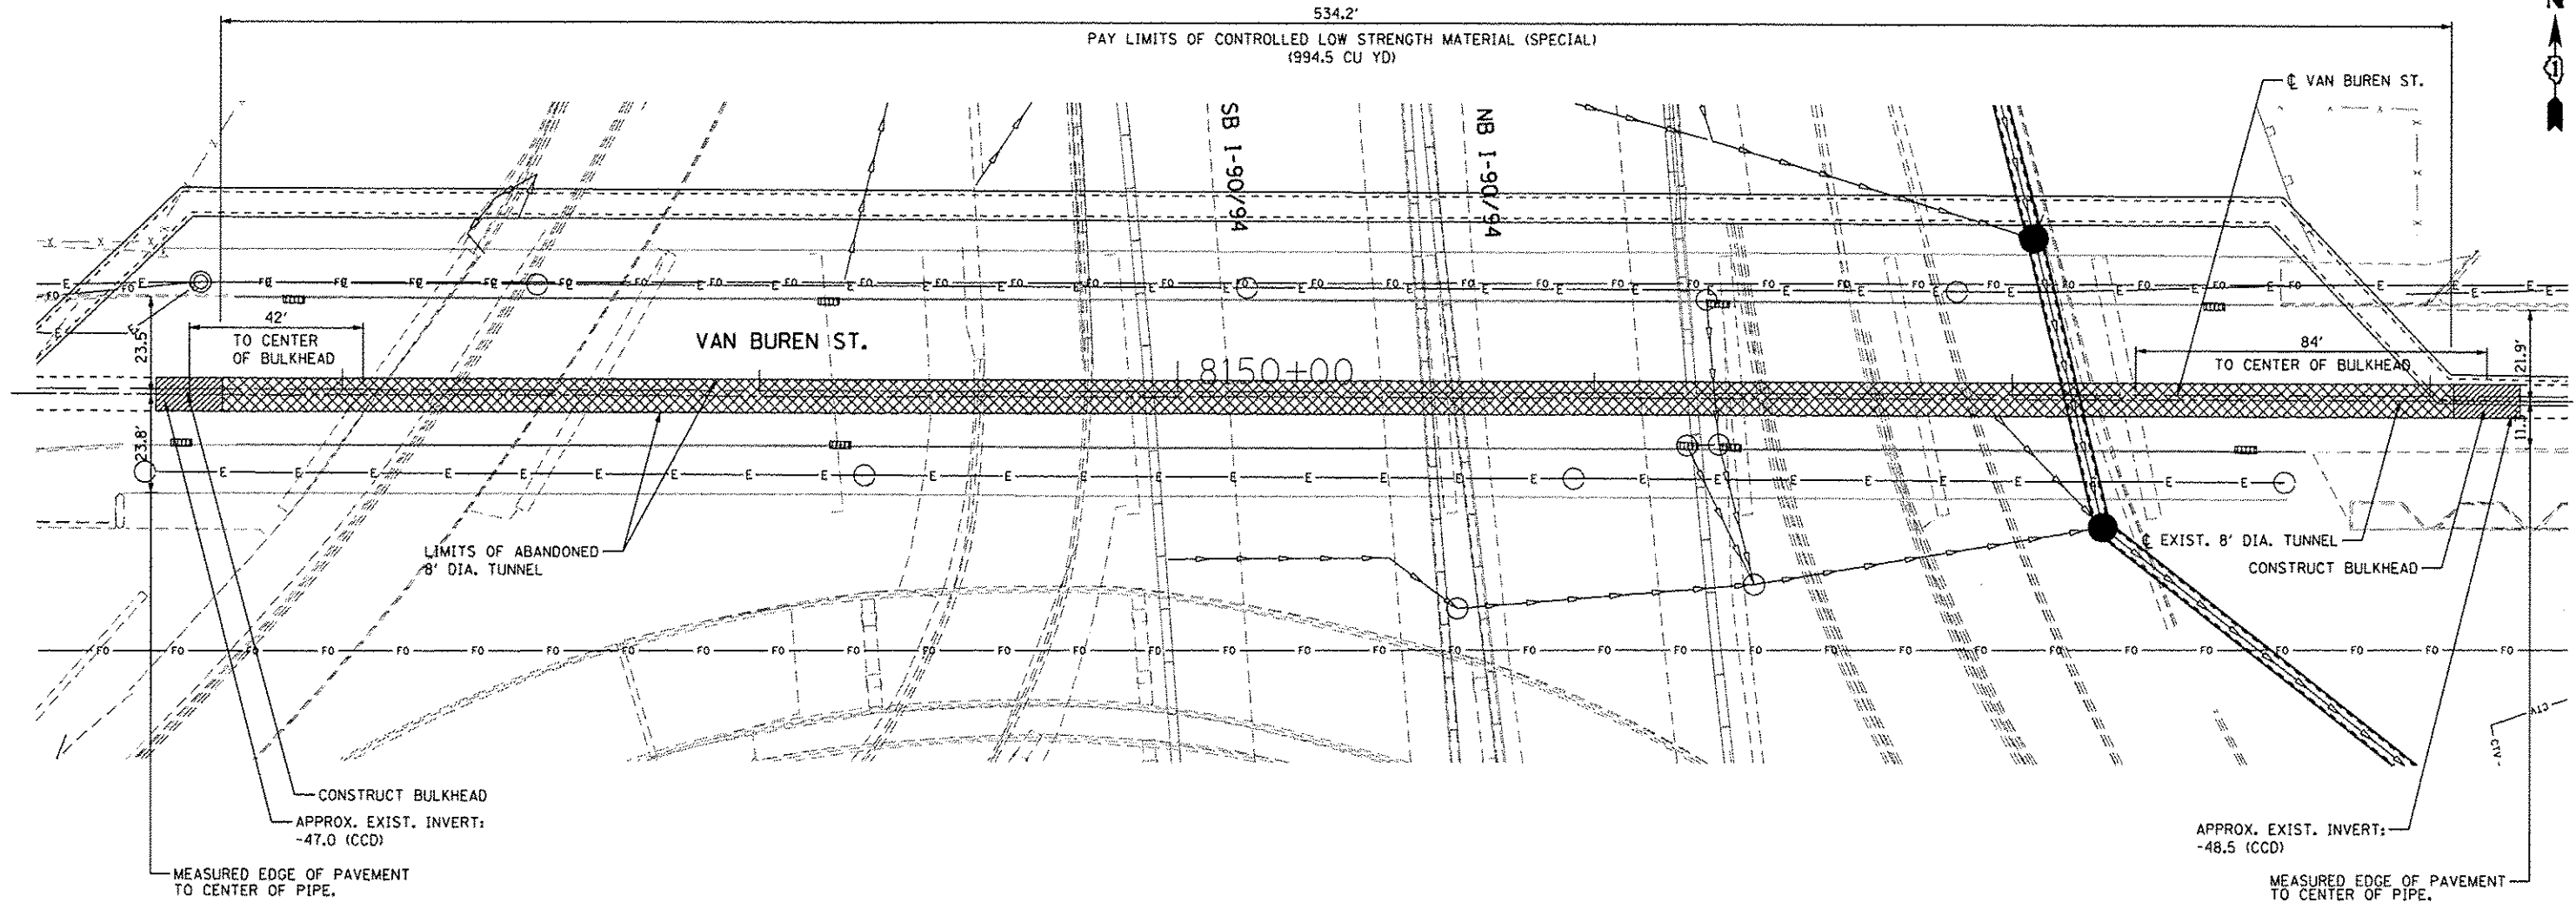 534.2'
PAY LIMITS OF CONTROLLED LOW STRENGTH MATERIAL (SPECIAL)
(994.5 CU YD)
N
℄ VAN BUREN ST.
SB I-90/94
NB I-90/94
42'
TO CENTER
OF BULKHEAD
23.5'
VAN BUREN ST.
8150+00
84'
TO CENTER OF BULKHEAD
21.9'
23.8'
LIMITS OF ABANDONED
8' DIA. TUNNEL
℄ EXIST. 8' DIA. TUNNEL
CONSTRUCT BULKHEAD
CONSTRUCT BULKHEAD
APPROX. EXIST. INVERT:
-47.0 (CCD)
APPROX. EXIST. INVERT:
-48.5 (CCD)
MEASURED EDGE OF PAVEMENT
TO CENTER OF PIPE.
MEASURED EDGE OF PAVEMENT
TO CENTER OF PIPE.